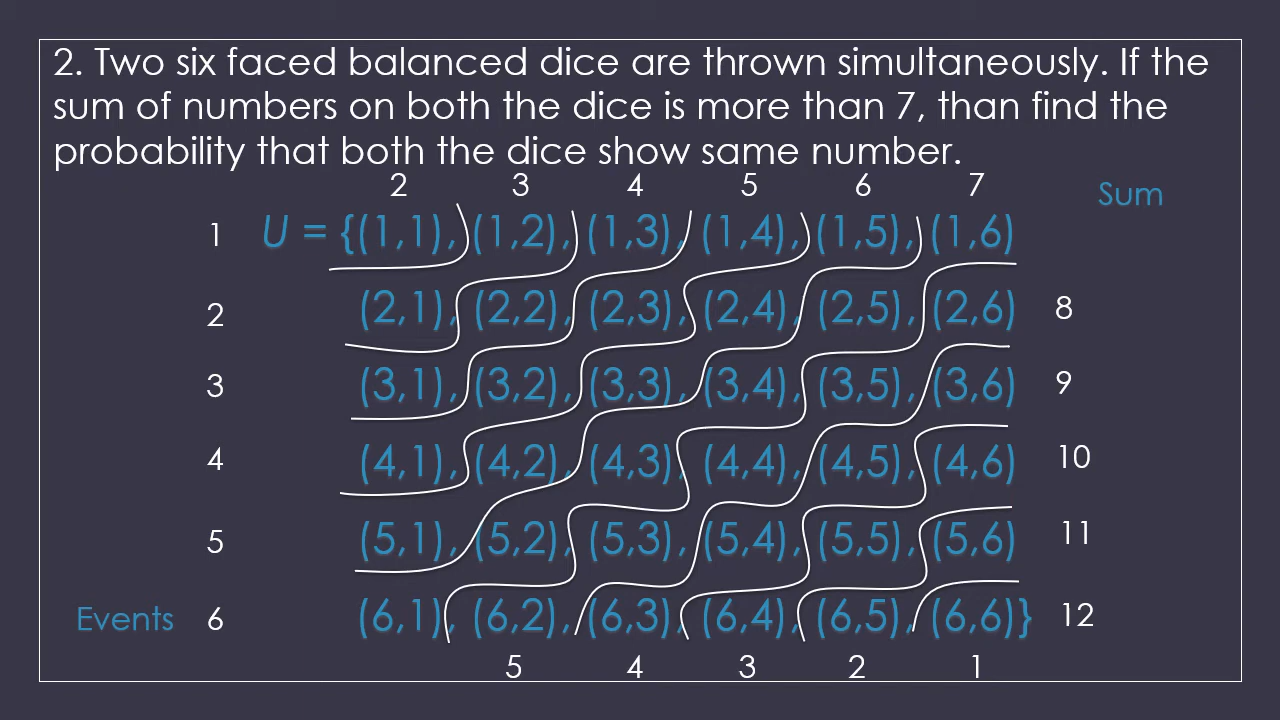 2. Two six faced balanced dice are thrown simultaneously. If the
sum of numbers on both the dice is more than 7, than find the
probability that both the dice show same number.
2 3 4 5 6 7 Sum
1 U = {(1,1), (1,2), (1,3), (1,4), (1,5), (1,6)
2 (2,1), (2,2), (2,3), (2,4), (2,5), (2,6) 8
3 (3,1), (3,2), (3,3), (3,4), (3,5), (3,6) 9
4 (4,1), (4,2), (4,3), (4,4), (4,5), (4,6) 10
5 (5,1), (5,2), (5,3), (5,4), (5,5), (5,6) 11
Events 6 (6,1), (6,2), (6,3), (6,4), (6,5), (6,6)} 12
5 4 3 2 1